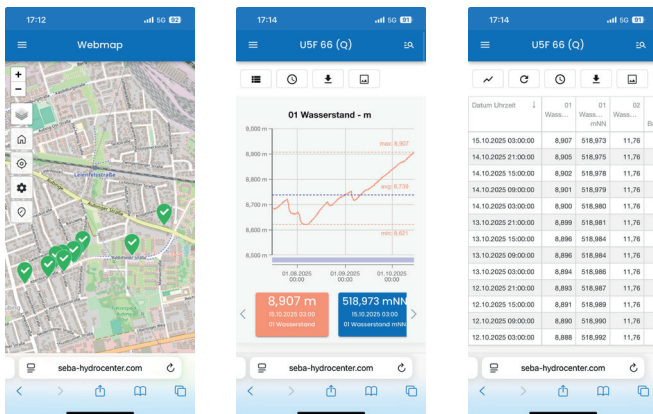 17:12
5G 92
Webmap
+
−
Leienfelsstraße
seba-hydrocenter.com
17:14
5G 91
U5F 66 (Q)
01 Wasserstand - m
9,000 m
8,900 m
8,800 m
8,700 m
8,600 m
8,500 m
max: 8,907
avg: 8,739
min: 8,621
01.08.2025 01.09.2025 01.10.2025
00:00 00:00 00:00
8,907 m
15.10.2025 03:00
01 Wasserstand
518,973 mNN
15.10.2025 03:00
01 Wasserstand mNN
seba-hydrocenter.com
17:14
5G 91
U5F 66 (Q)
Datum Uhrzeit ↓ 01 01 02
Wass... Wass... Wass...
mNN
15.10.2025 03:00:00 8,907 518,973 11,76
14.10.2025 21:00:00 8,905 518,975 11,76
14.10.2025 15:00:00 8,902 518,978 11,76
14.10.2025 09:00:00 8,901 518,979 11,76
14.10.2025 03:00:00 8,900 518,980 11,76
13.10.2025 21:00:00 8,899 518,981 11,76
13.10.2025 15:00:00 8,896 518,984 11,76
13.10.2025 09:00:00 8,896 518,984 11,76
13.10.2025 03:00:00 8,894 518,986 11,76
12.10.2025 21:00:00 8,893 518,987 11,76
12.10.2025 15:00:00 8,891 518,989 11,76
12.10.2025 09:00:00 8,890 518,990 11,76
12.10.2025 03:00:00 8,888 518,992 11,76
seba-hydrocenter.com